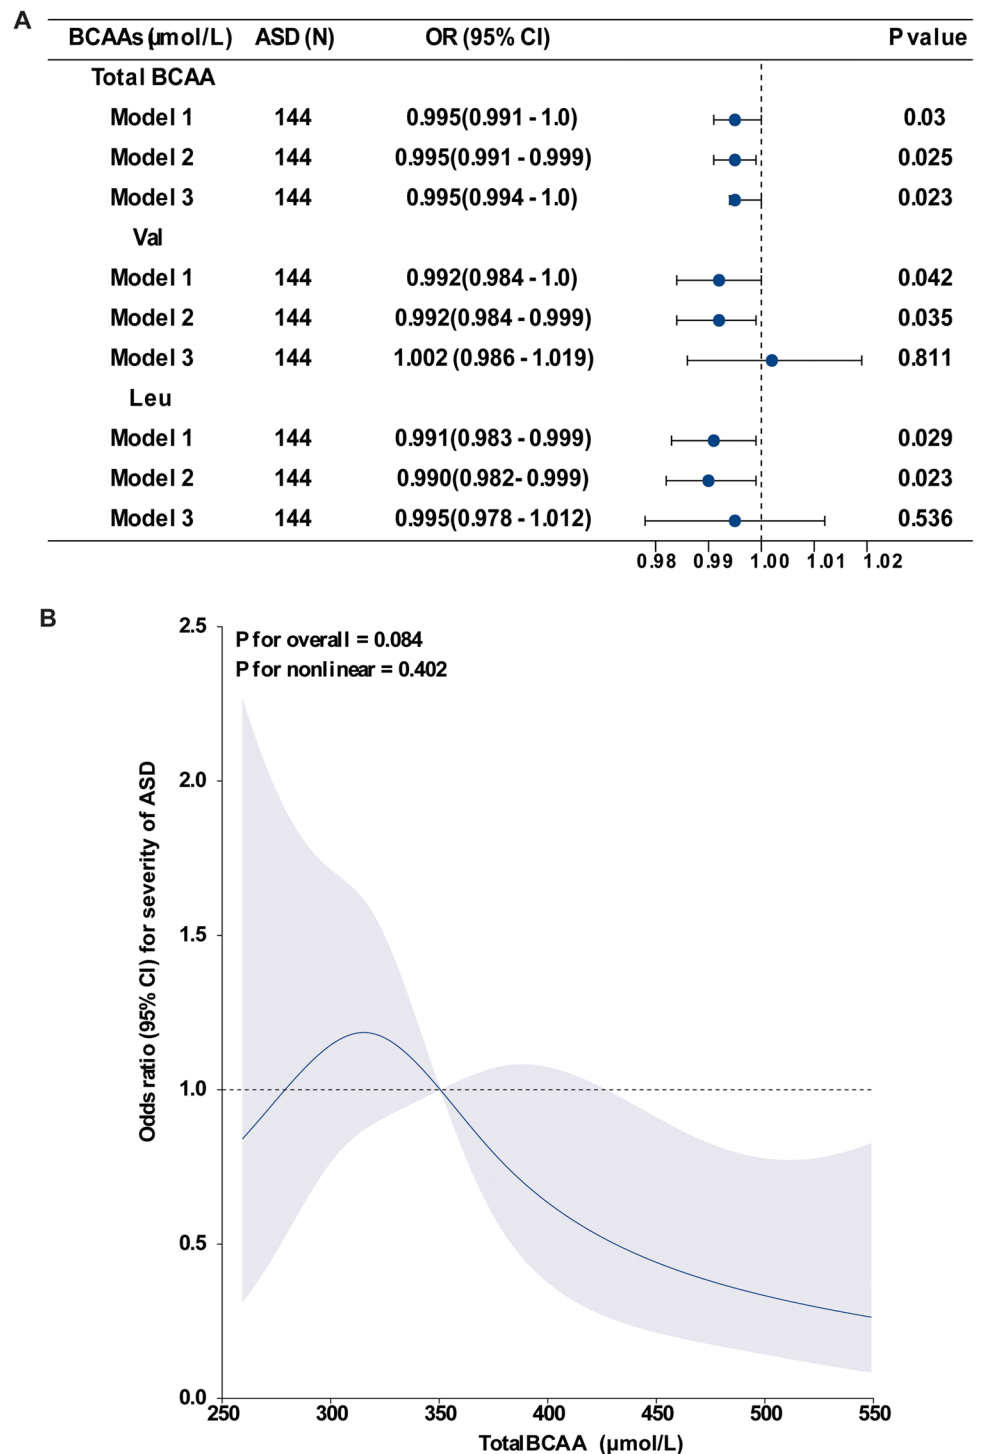 A
BCAAs (μmol/L) ASD (N) OR (95% CI) P value
Total BCAA
Model 1 144 0.995(0.991 - 1.0) 0.03
Model 2 144 0.995(0.991 - 0.999) 0.025
Model 3 144 0.995(0.994 - 1.0) 0.023
Val
Model 1 144 0.992(0.984 - 1.0) 0.042
Model 2 144 0.992(0.984 - 0.999) 0.035
Model 3 144 1.002 (0.986 - 1.019) 0.811
Leu
Model 1 144 0.991(0.983 - 0.999) 0.029
Model 2 144 0.990(0.982- 0.999) 0.023
Model 3 144 0.995(0.978 - 1.012) 0.536
0.98 0.99 1.00 1.01 1.02
B
P for overall = 0.084
P for nonlinear = 0.402
Odds ratio (95% CI) for severity of ASD
2.5
2.0
1.5
1.0
0.5
0.0
250 300 350 400 450 500 550
Total BCAA (μmol/L)